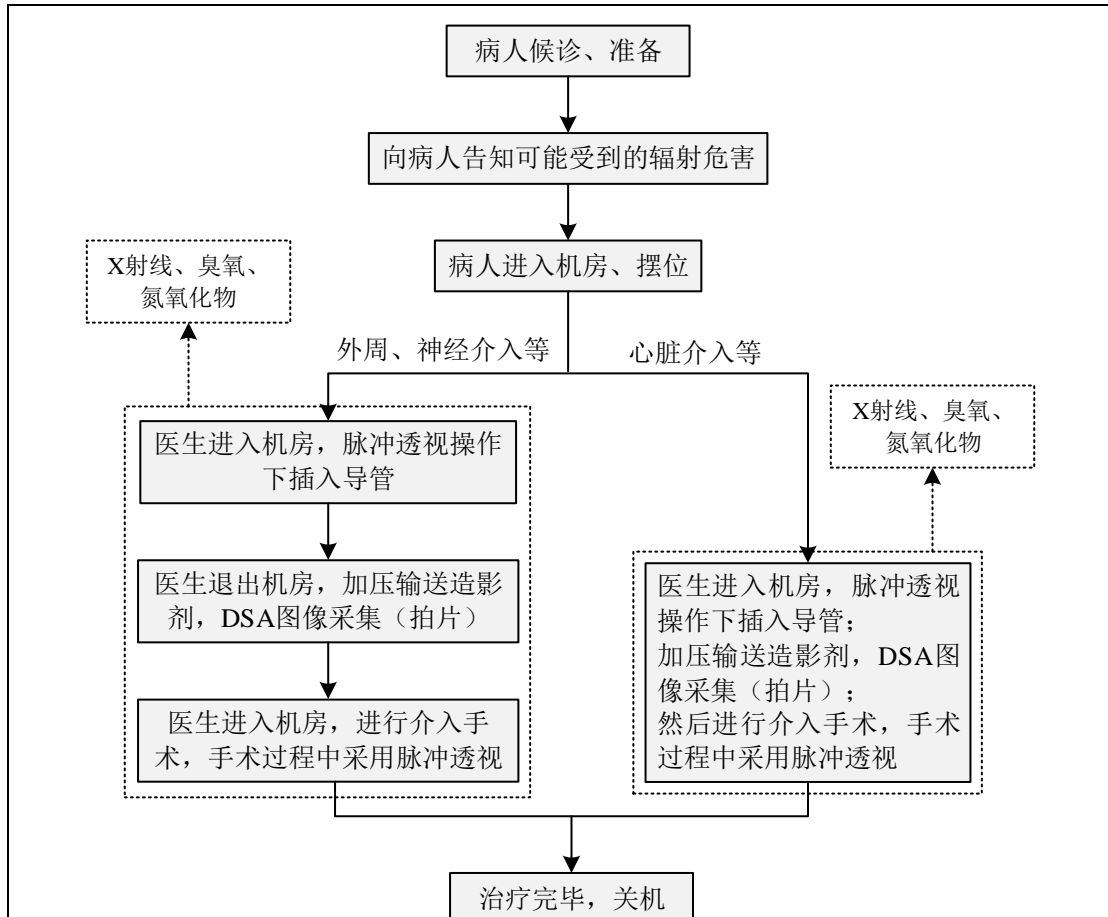 病人候诊、准备
向病人告知可能受到的辐射危害
病人进入机房、摆位
X射线、臭氧、
氮氧化物
外周、神经介入等
心脏介入等
医生进入机房，脉冲透视操作
下插入导管
医生退出机房，加压输送造影
剂，DSA图像采集（拍片）
医生进入机房，进行介入手
术，手术过程中采用脉冲透视
X射线、臭氧、
氮氧化物
医生进入机房，脉冲透视
操作下插入导管；
加压输送造影剂，DSA图
像采集（拍片）；
然后进行介入手术，手术
过程中采用脉冲透视
治疗完毕，关机